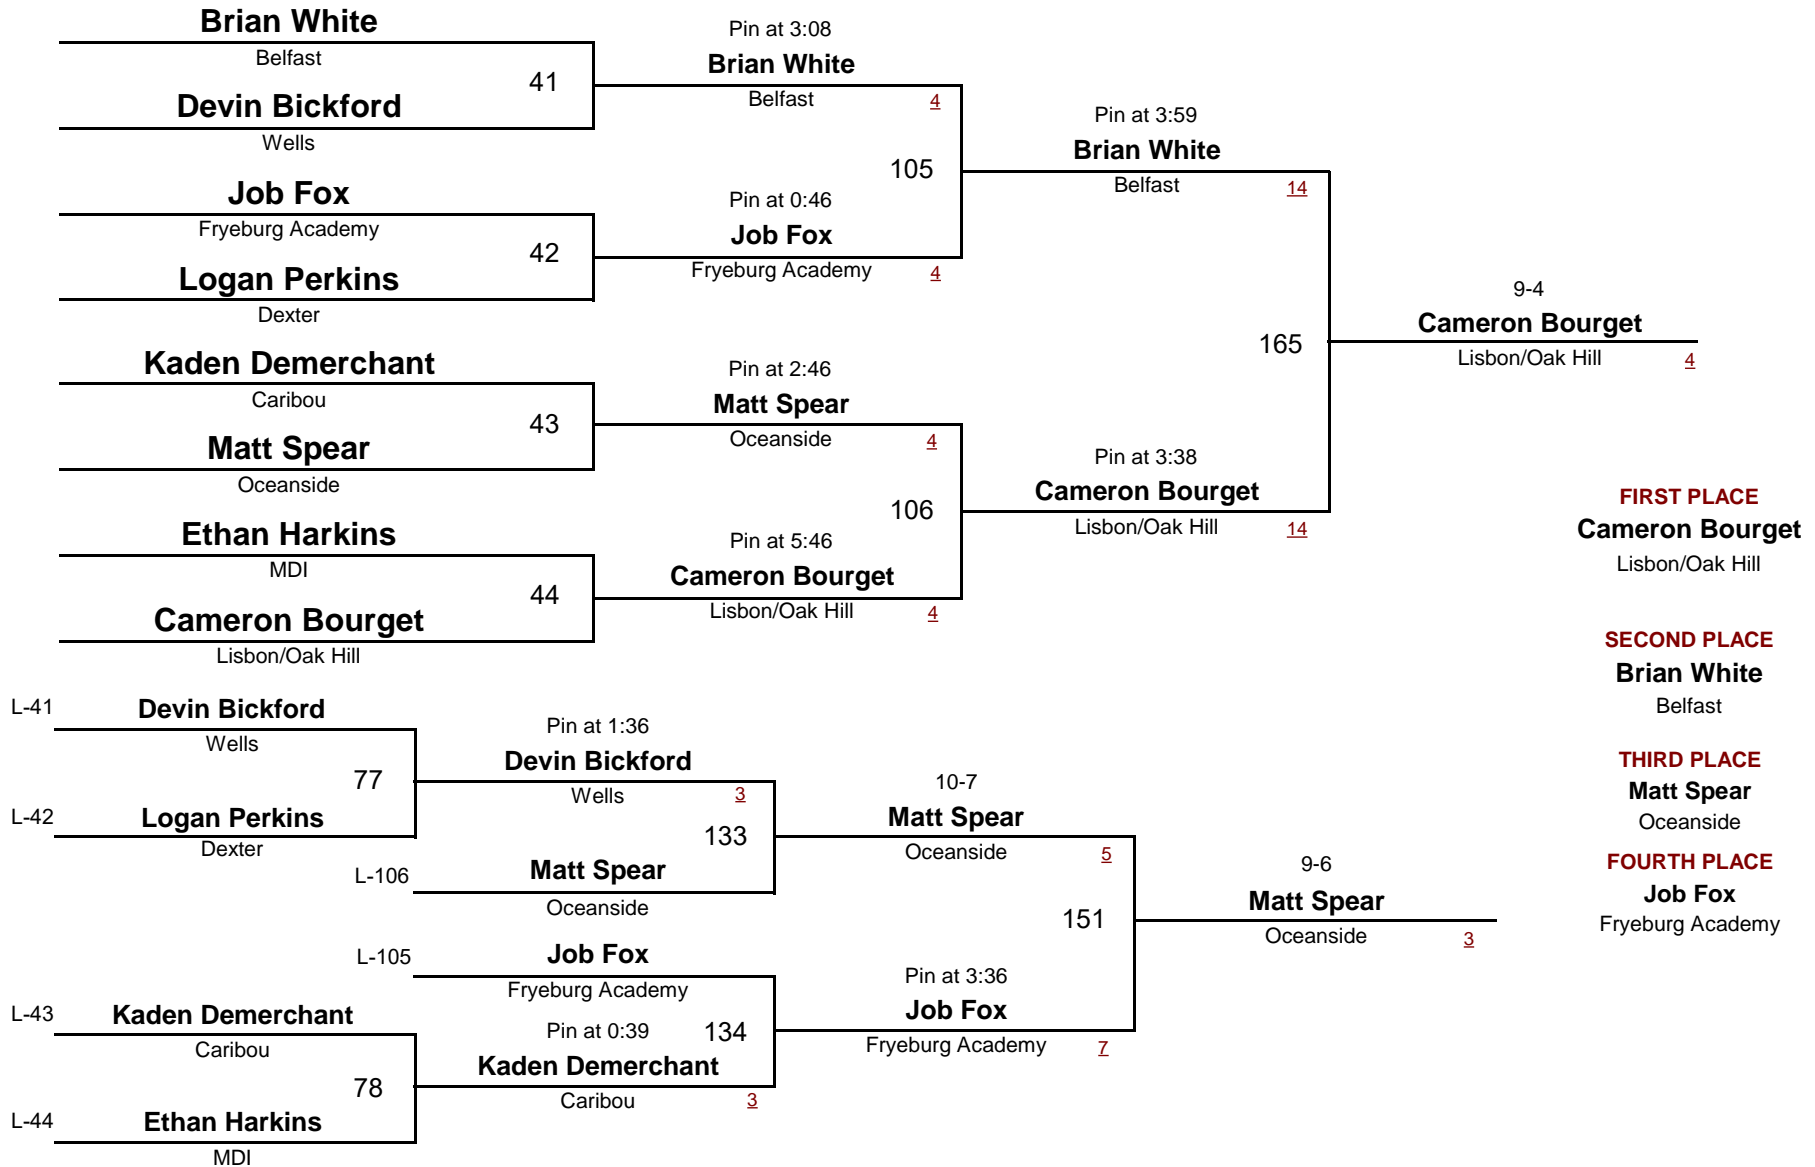 Brian White
Belfast
41
Devin Bickford
Wells
Job Fox
Fryeburg Academy
42
Logan Perkins
Dexter
Kaden Demerchant
Caribou
43
Matt Spear
Oceanside
Ethan Harkins
MDI
44
Cameron Bourget
Lisbon/Oak Hill
Pin at 3:08
Brian White
Belfast
4
105
Pin at 0:46
Job Fox
Fryeburg Academy
4
Pin at 2:46
Matt Spear
Oceanside
4
106
Pin at 5:46
Cameron Bourget
Lisbon/Oak Hill
4
Pin at 3:59
Brian White
Belfast
14
165
Pin at 3:38
Cameron Bourget
Lisbon/Oak Hill
14
9-4
Cameron Bourget
Lisbon/Oak Hill
4
FIRST PLACE
Cameron Bourget
Lisbon/Oak Hill
SECOND PLACE
Brian White
Belfast
THIRD PLACE
Matt Spear
Oceanside
FOURTH PLACE
Job Fox
Fryeburg Academy
L-41
Devin Bickford
Wells
77
L-42
Logan Perkins
Dexter
Pin at 1:36
Devin Bickford
Wells
3
133
L-106
Matt Spear
Oceanside
L-105
Job Fox
Fryeburg Academy
134
L-43
Kaden Demerchant
Caribou
78
L-44
Ethan Harkins
MDI
Pin at 0:39
Kaden Demerchant
Caribou
3
10-7
Matt Spear
Oceanside
5
151
Pin at 3:36
Job Fox
Fryeburg Academy
7
9-6
Matt Spear
Oceanside
3